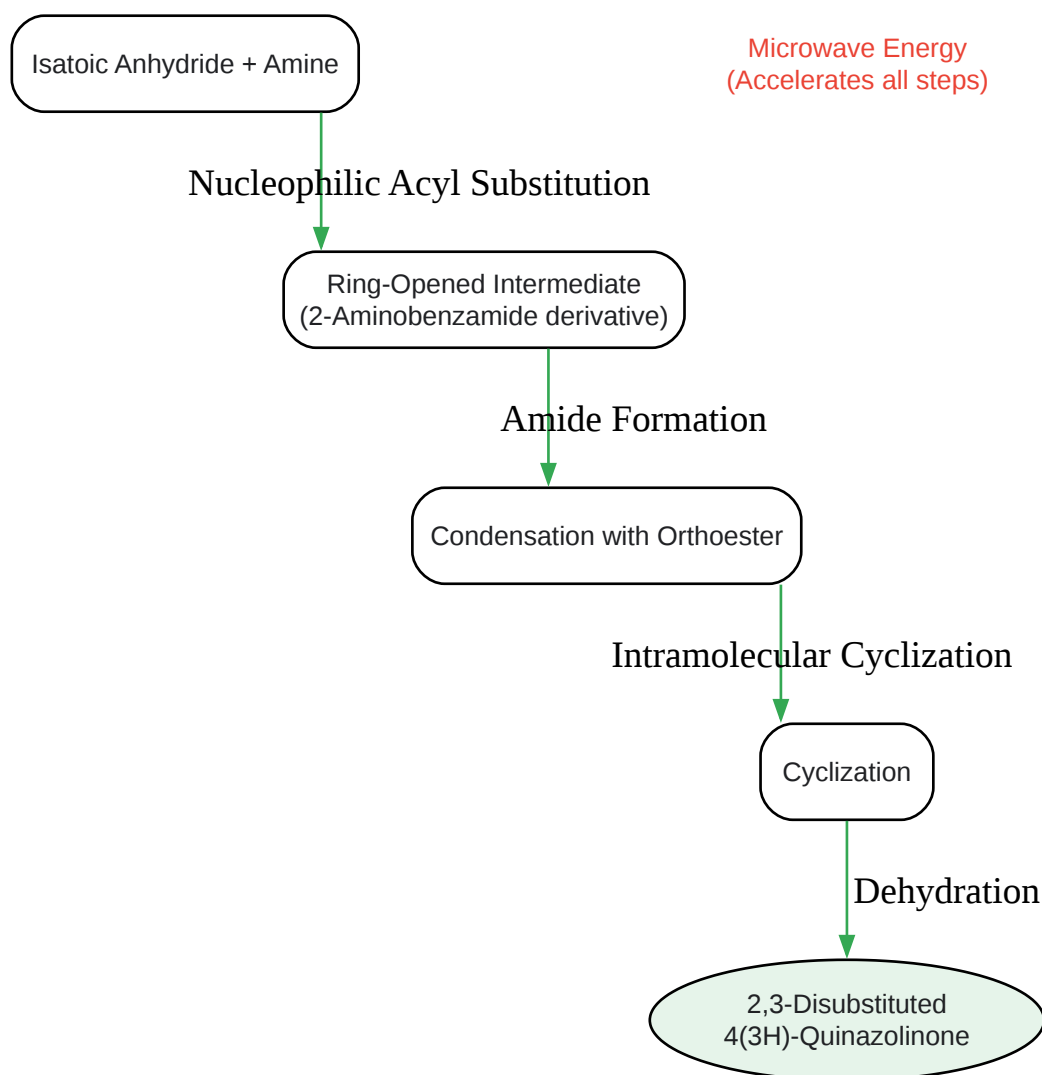 Isatoic Anhydride + Amine
Microwave Energy
(Accelerates all steps)
Nucleophilic Acyl Substitution
Ring-Opened Intermediate
(2-Aminobenzamide derivative)
Amide Formation
Condensation with Orthoester
Intramolecular Cyclization
Cyclization
Dehydration
2,3-Disubstituted
4(3H)-Quinazolinone